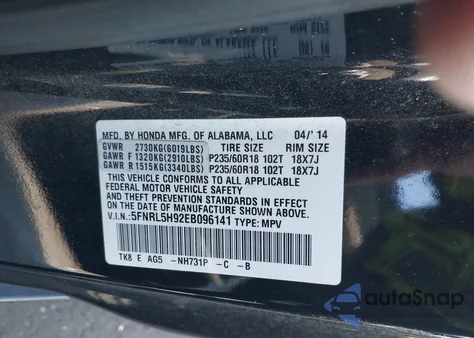 MFD. BY HONDA MFG. OF ALABAMA, LLC 04/'14
GVWR 2730KG(6019LBS) TIRE SIZE RIM SIZE
GAWR F 1320KG(2910LBS) P235/60R18 102T 18X7J
GAWR R 1515KG(3340LBS) P235/60R18 102T 18X7J
THIS VEHICLE CONFORMS TO ALL APPLICABLE
FEDERAL MOTOR VEHICLE SAFETY
AND THEFT PREVENTION STANDARDS
IN EFFECT ON THE DATE OF MANUFACTURE SHOWN ABOVE.
V.I.N:5FNRL5H92EB096141 TYPE: MPV
TK8 E AG5 -NH731P -C -B
autoSnap